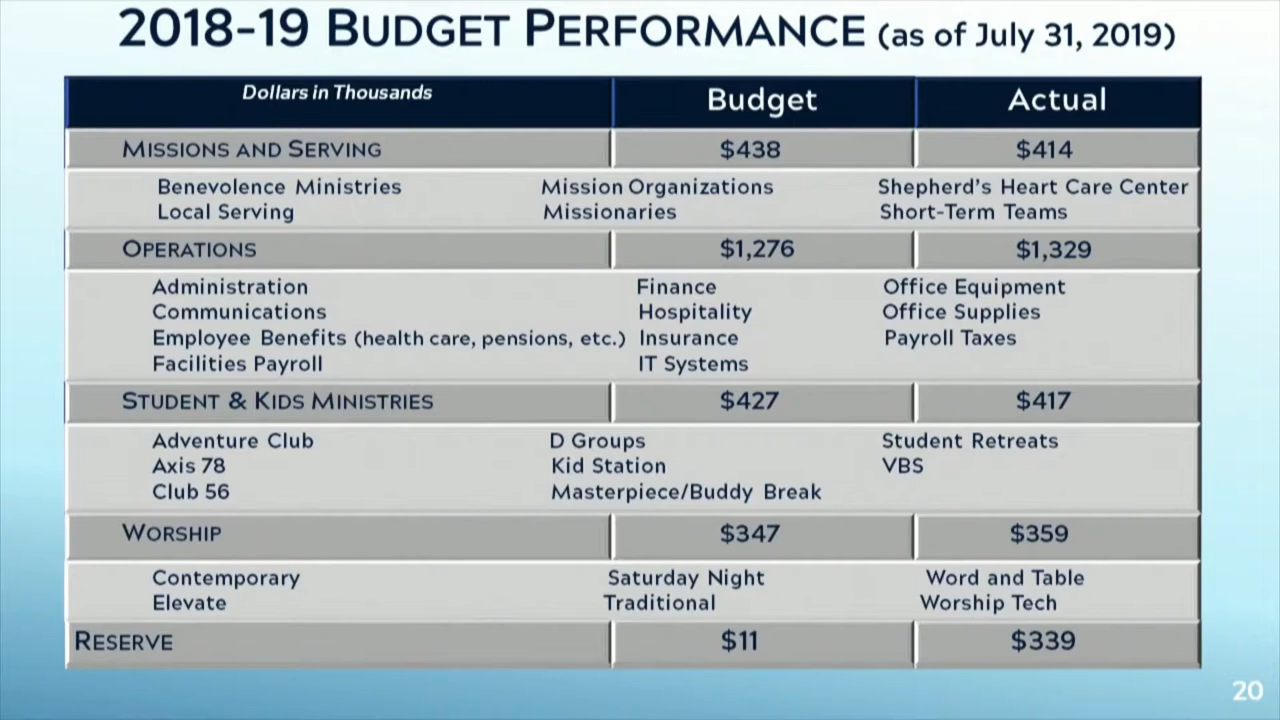 2018-19 BUDGET PERFORMANCE (as of July 31, 2019)
Dollars in Thousands Budget Actual
MISSIONS AND SERVING $438 $414
Benevolence Ministries Mission Organizations Shepherd's Heart Care Center
Local Serving Missionaries Short-Term Teams
OPERATIONS $1,276 $1,329
Administration Finance Office Equipment
Communications Hospitality Office Supplies
Employee Benefits (health care, pensions, etc.) Insurance Payroll Taxes
Facilities Payroll IT Systems
STUDENT & KIDS MINISTRIES $427 $417
Adventure Club D Groups Student Retreats
Axis 78 Kid Station VBS
Club 56 Masterpiece/Buddy Break
WORSHIP $347 $359
Contemporary Saturday Night Word and Table
Elevate Traditional Worship Tech
RESERVE $11 $339
20